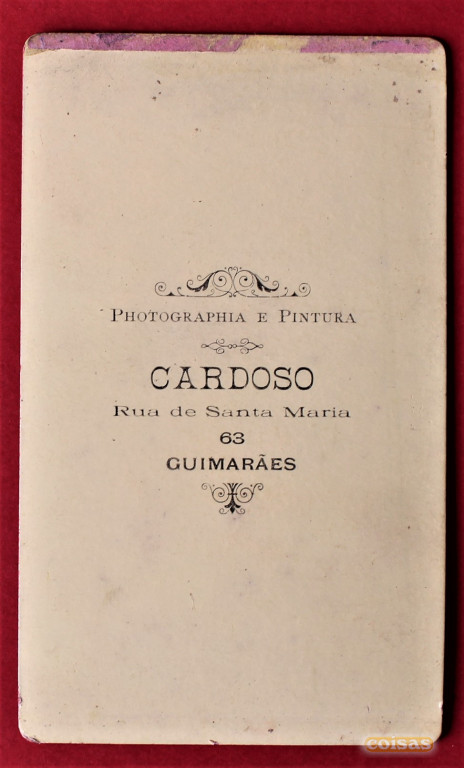 PHOTOGRAPHIA E PINTURA
CARDOSO
Rua de Santa Maria
63
GUIMARÃES
coisas